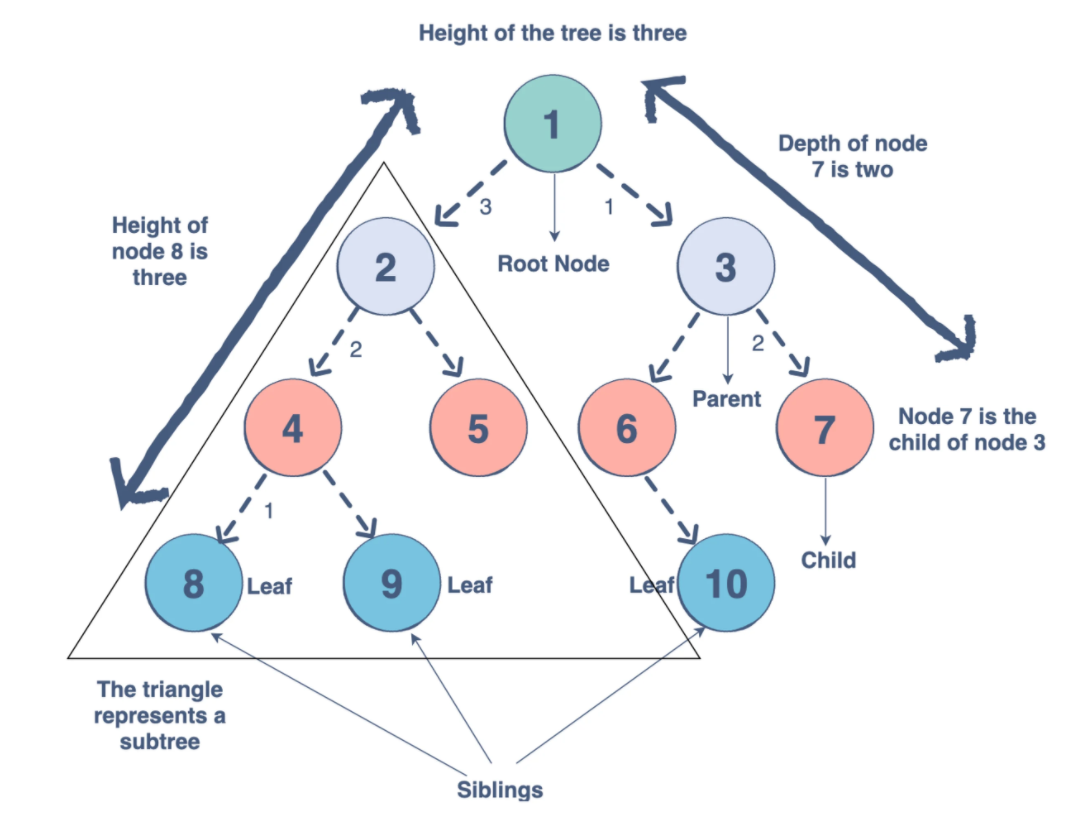 Height of the tree is three
1
Depth of node
7 is two
3
1
Height of
node 8 is
three
Root Node
2
3
2
2
Parent
4
5
6
7
Node 7 is the
child of node 3
1
Child
8
Leaf
9
Leaf
Leaf
10
The triangle
represents a
subtree
Siblings